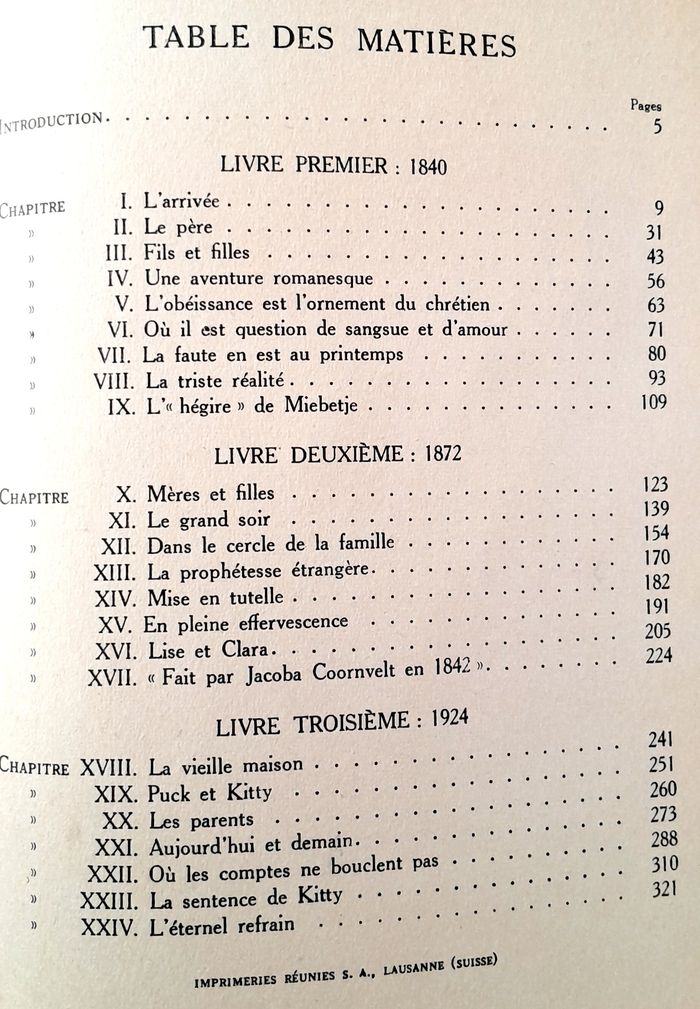 TABLE DES MATIÈRES
Pages
INTRODUCTION. . . . . . . . . . . . . . . . . . . . . . . . . . 5
LIVRE PREMIER : 1840
CHAPITRE I. L'arrivée . . . . . . . . . . . . . . . . . . . . 9
» II. Le père . . . . . . . . . . . . . . . . . . . . 31
» III. Fils et filles . . . . . . . . . . . . . . . . . . 43
» IV. Une aventure romanesque . . . . . . . . . . . . 56
» V. L'obéissance est l'ornement du chrétien . . . . . . 63
» VI. Où il est question de sangsue et d'amour . . . . . 71
» VII. La faute en est au printemps . . . . . . . . . . 80
» VIII. La triste réalité . . . . . . . . . . . . . . . . . 93
» IX. L'« hégire » de Miebetje . . . . . . . . . . . . . 109
LIVRE DEUXIÈME : 1872
CHAPITRE X. Mères et filles . . . . . . . . . . . . . . . . . 123
» XI. Le grand soir . . . . . . . . . . . . . . . . . 139
» XII. Dans le cercle de la famille . . . . . . . . . . . 154
» XIII. La prophétesse étrangère. . . . . . . . . . . . . 170
» XIV. Mise en tutelle . . . . . . . . . . . . . . . . . 182
» XV. En pleine effervescence . . . . . . . . . . . . . 191
» XVI. Lise et Clara. . . . . . . . . . . . . . . . . . 205
» XVII. « Fait par Jacoba Coornvelt en 1842 ». . . . . . . 224
LIVRE TROISIÈME : 1924
CHAPITRE XVIII. La vieille maison . . . . . . . . . . . . . . . . 241
» XIX. Puck et Kitty . . . . . . . . . . . . . . . . . 251
» XX. Les parents . . . . . . . . . . . . . . . . . . 260
» XXI. Aujourd'hui et demain. . . . . . . . . . . . . . 273
» XXII. Où les comptes ne bouclent pas . . . . . . . . . 288
» XXIII. La sentence de Kitty . . . . . . . . . . . . . . 310
» XXIV. L'éternel refrain . . . . . . . . . . . . . . . . 321
IMPRIMERIES RÉUNIES S. A., LAUSANNE (SUISSE)